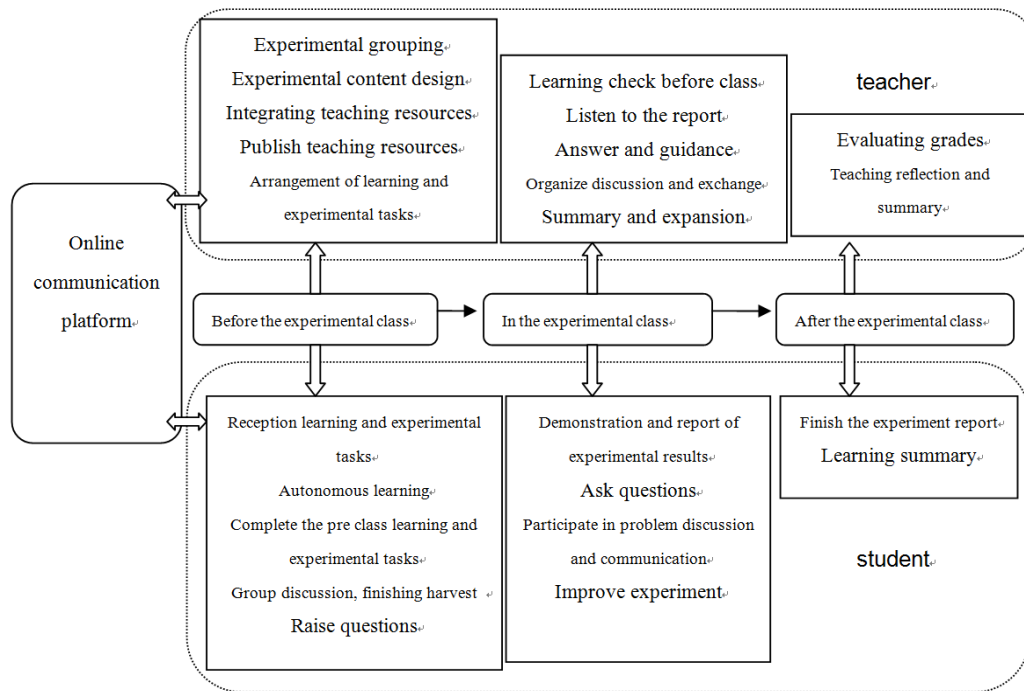 Experimental grouping
Experimental content design
Integrating teaching resources
Publish teaching resources
Arrangement of learning and
experimental tasks
Learning check before class
Listen to the report
Answer and guidance
Organize discussion and exchange
Summary and expansion
teacher
Evaluating grades
Teaching reflection and
summary
Online
communication
platform
Before the experimental class
In the experimental class
After the experimental class
Reception learning and experimental
tasks
Autonomous learning
Complete the pre class learning and
experimental tasks
Group discussion, finishing harvest
Raise questions
Demonstration and report of
experimental results
Ask questions
Participate in problem discussion
and communication
Improve experiment
Finish the experiment report
Learning summary
student